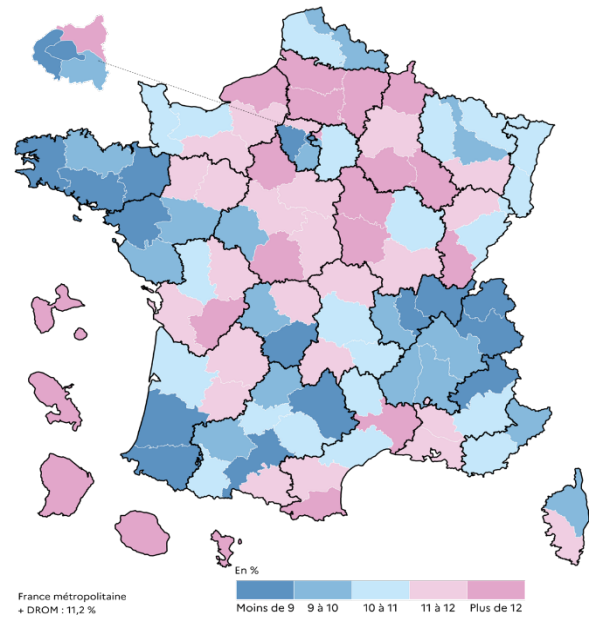 En %
Moins de 9 9 à 10 10 à 11 11 à 12 Plus de 12
France métropolitaine
+ DROM : 11,2 %